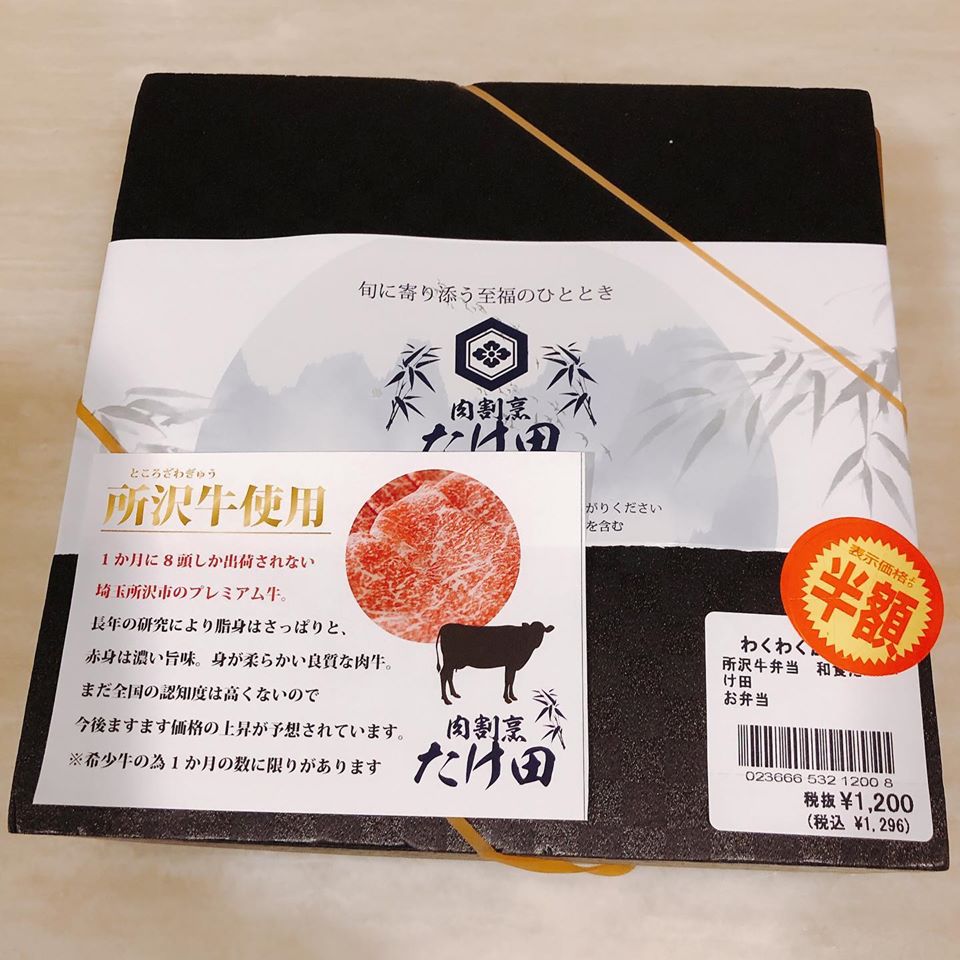 旬に寄り添う至福のひととき
肉割烹
たけ田
がりください
を含む
ところざわぎゅう
所沢牛使用
1か月に8頭しか出荷されない
埼玉所沢市のプレミアム牛。
長年の研究により脂身はさっぱりと、
赤身は濃い旨味。身が柔らかい良質な肉牛。
まだ全国の認知度は高くないので
今後ますます価格の上昇が予想されています。
※希少牛の為1か月の数に限りがあります
肉割烹
たけ田
表示価格より
半額
わくわく
所沢牛弁当 和食た
け田
お弁当
023666 532 1200 8
税抜 ¥1,200
(税込 ¥1,296)